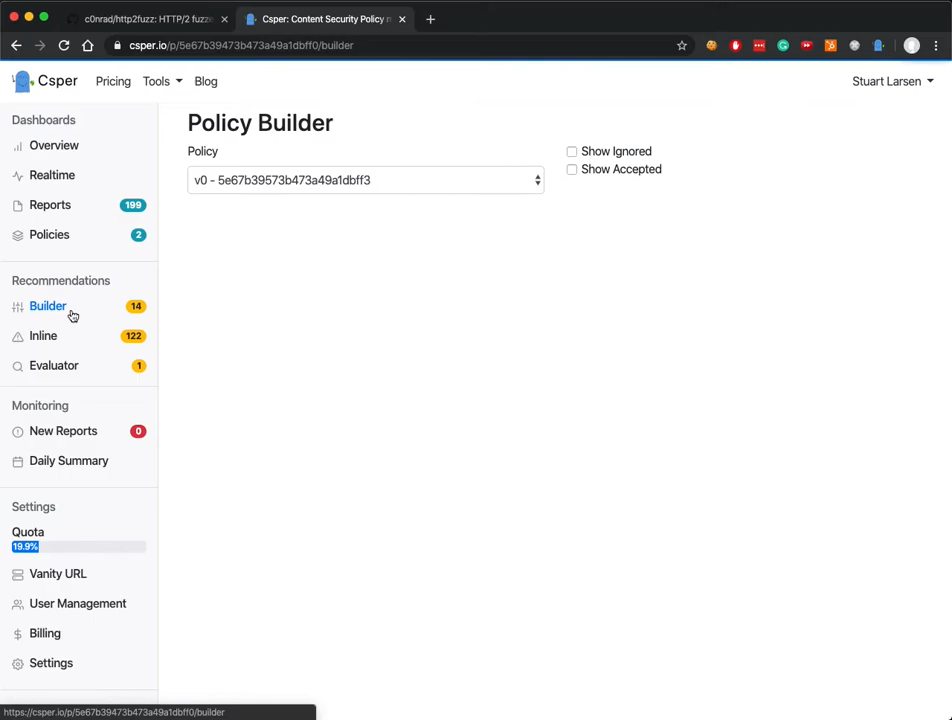 c0nrad/http2fuzz: HTTP/2 fuzze
Csper: Content Security Policy m
csper.io/p/5e67b39473b473a49a1dbff0/builder
Csper
Pricing
Tools
Blog
Stuart Larsen
Dashboards
Overview
Realtime
Reports 199
Policies 2
Recommendations
Builder 14
Inline 122
Evaluator 1
Monitoring
New Reports 0
Daily Summary
Settings
Quota
19.9%
Vanity URL
User Management
Billing
Settings
Policy Builder
Policy
v0 - 5e67b39573b473a49a1dbff3
Show Ignored
Show Accepted
https://csper.io/p/5e67b39473b473a49a1dbff0/builder